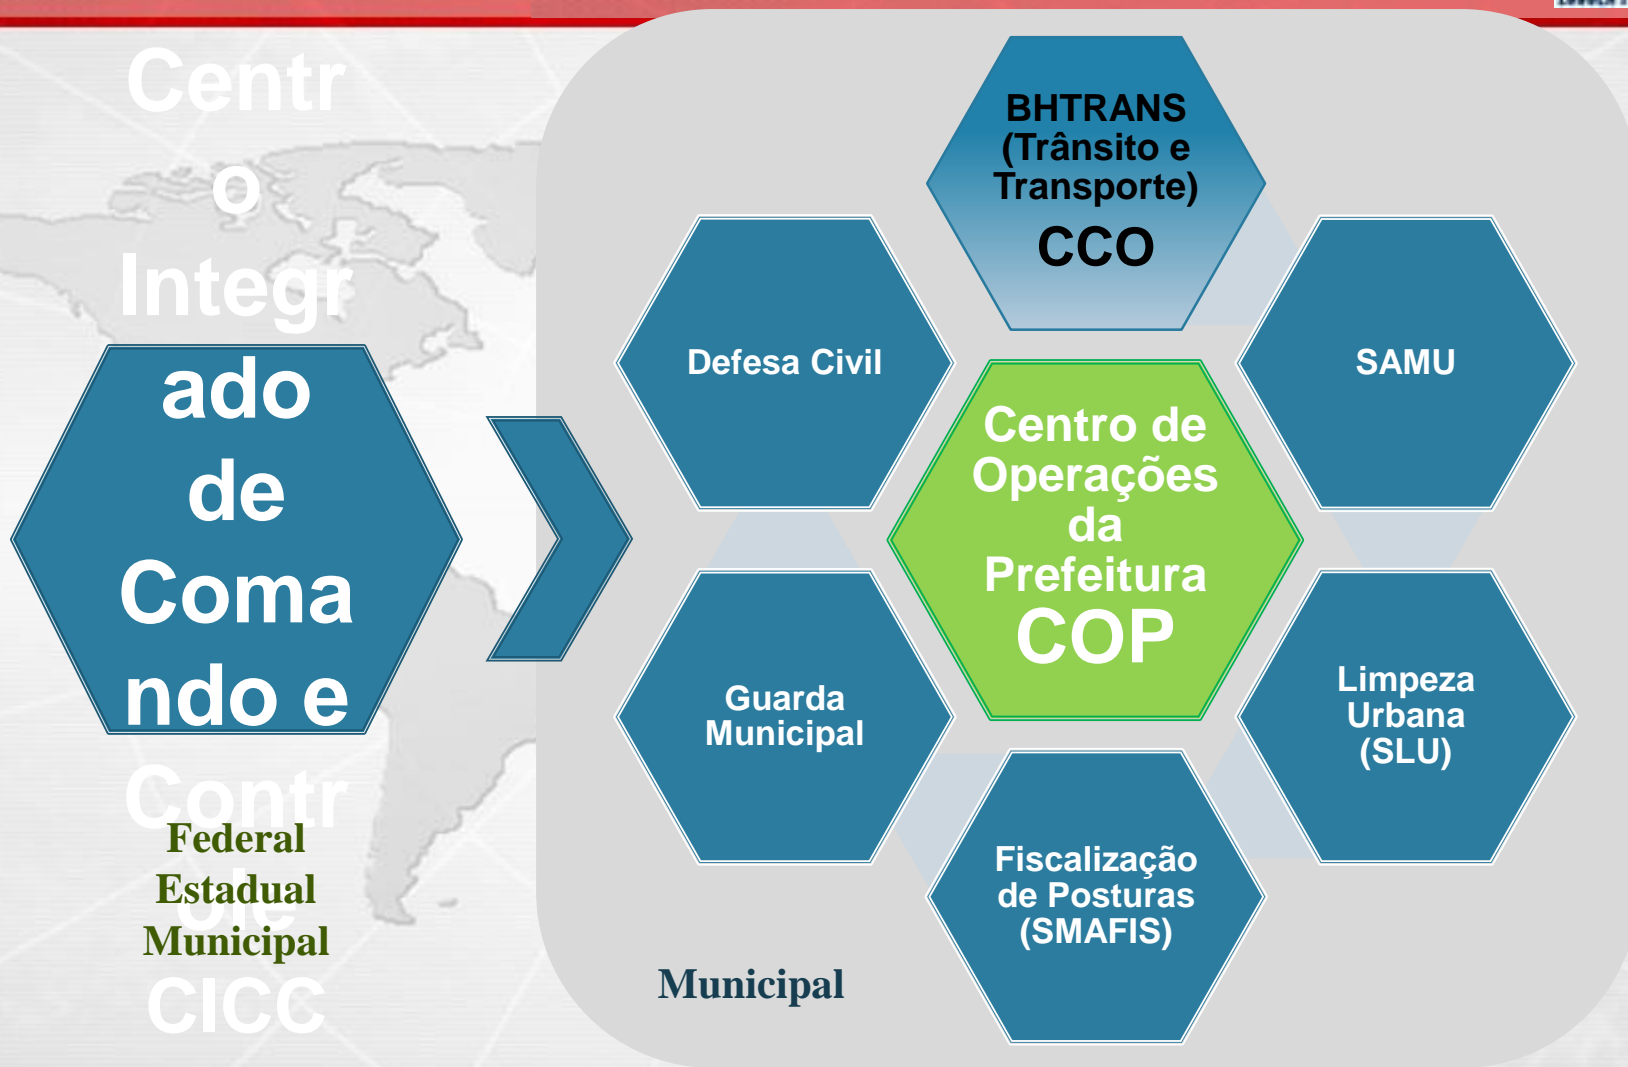 Centr
o
Integr
ado
de
Coma
ndo e
Contr
ole
CICC
Federal
Estadual
Municipal
BHTRANS
(Trânsito e
Transporte)
CCO
Defesa Civil
SAMU
Centro de
Operações
da
Prefeitura
COP
Guarda
Municipal
Limpeza
Urbana
(SLU)
Fiscalização
de Posturas
(SMAFIS)
Municipal